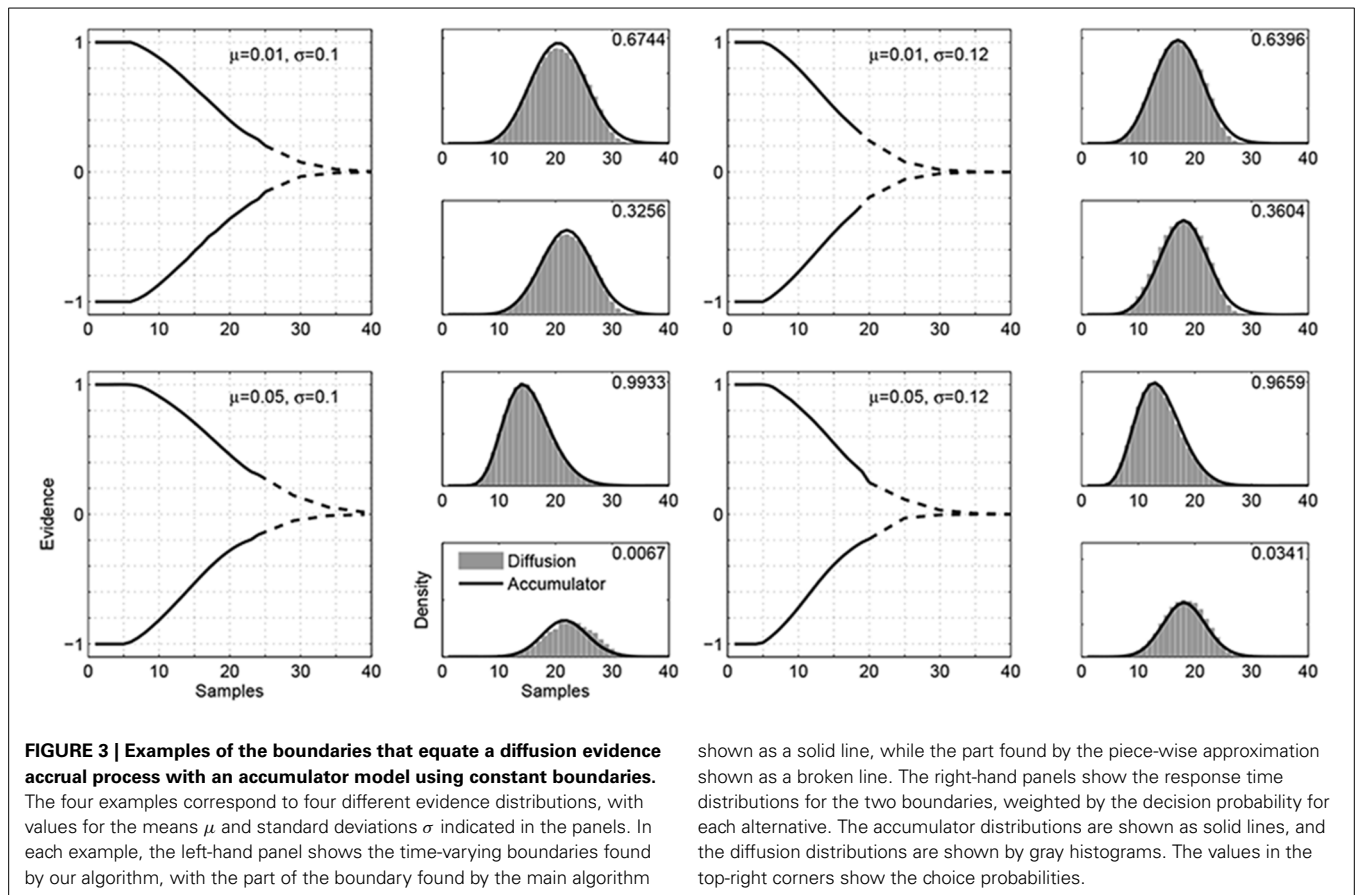 1
0
−1
0 10 20 30 40
μ=0.01, σ=0.1
0.6744
0 10 20 30 40
0.3256
0 10 20 30 40
1
0
−1
0 10 20 30 40
μ=0.01, σ=0.12
0.6396
0 10 20 30 40
0.3604
0 10 20 30 40
1
0
−1
Evidence
0 10 20 30 40
Samples
μ=0.05, σ=0.1
0.9933
0 10 20 30 40
0.0067
Diffusion
Accumulator
Density
0 10 20 30 40
Samples
1
0
−1
0 10 20 30 40
μ=0.05, σ=0.12
0.9659
0 10 20 30 40
0.0341
0 10 20 30 40
FIGURE 3 | Examples of the boundaries that equate a diffusion evidence
accrual process with an accumulator model using constant boundaries.
The four examples correspond to four different evidence distributions, with
values for the means μ and standard deviations σ indicated in the panels. In
each example, the left-hand panel shows the time-varying boundaries found
by our algorithm, with the part of the boundary found by the main algorithm
shown as a solid line, while the part found by the piece-wise approximation
shown as a broken line. The right-hand panels show the response time
distributions for the two boundaries, weighted by the decision probability for
each alternative. The accumulator distributions are shown as solid lines, and
the diffusion distributions are shown by gray histograms. The values in the
top-right corners show the choice probabilities.